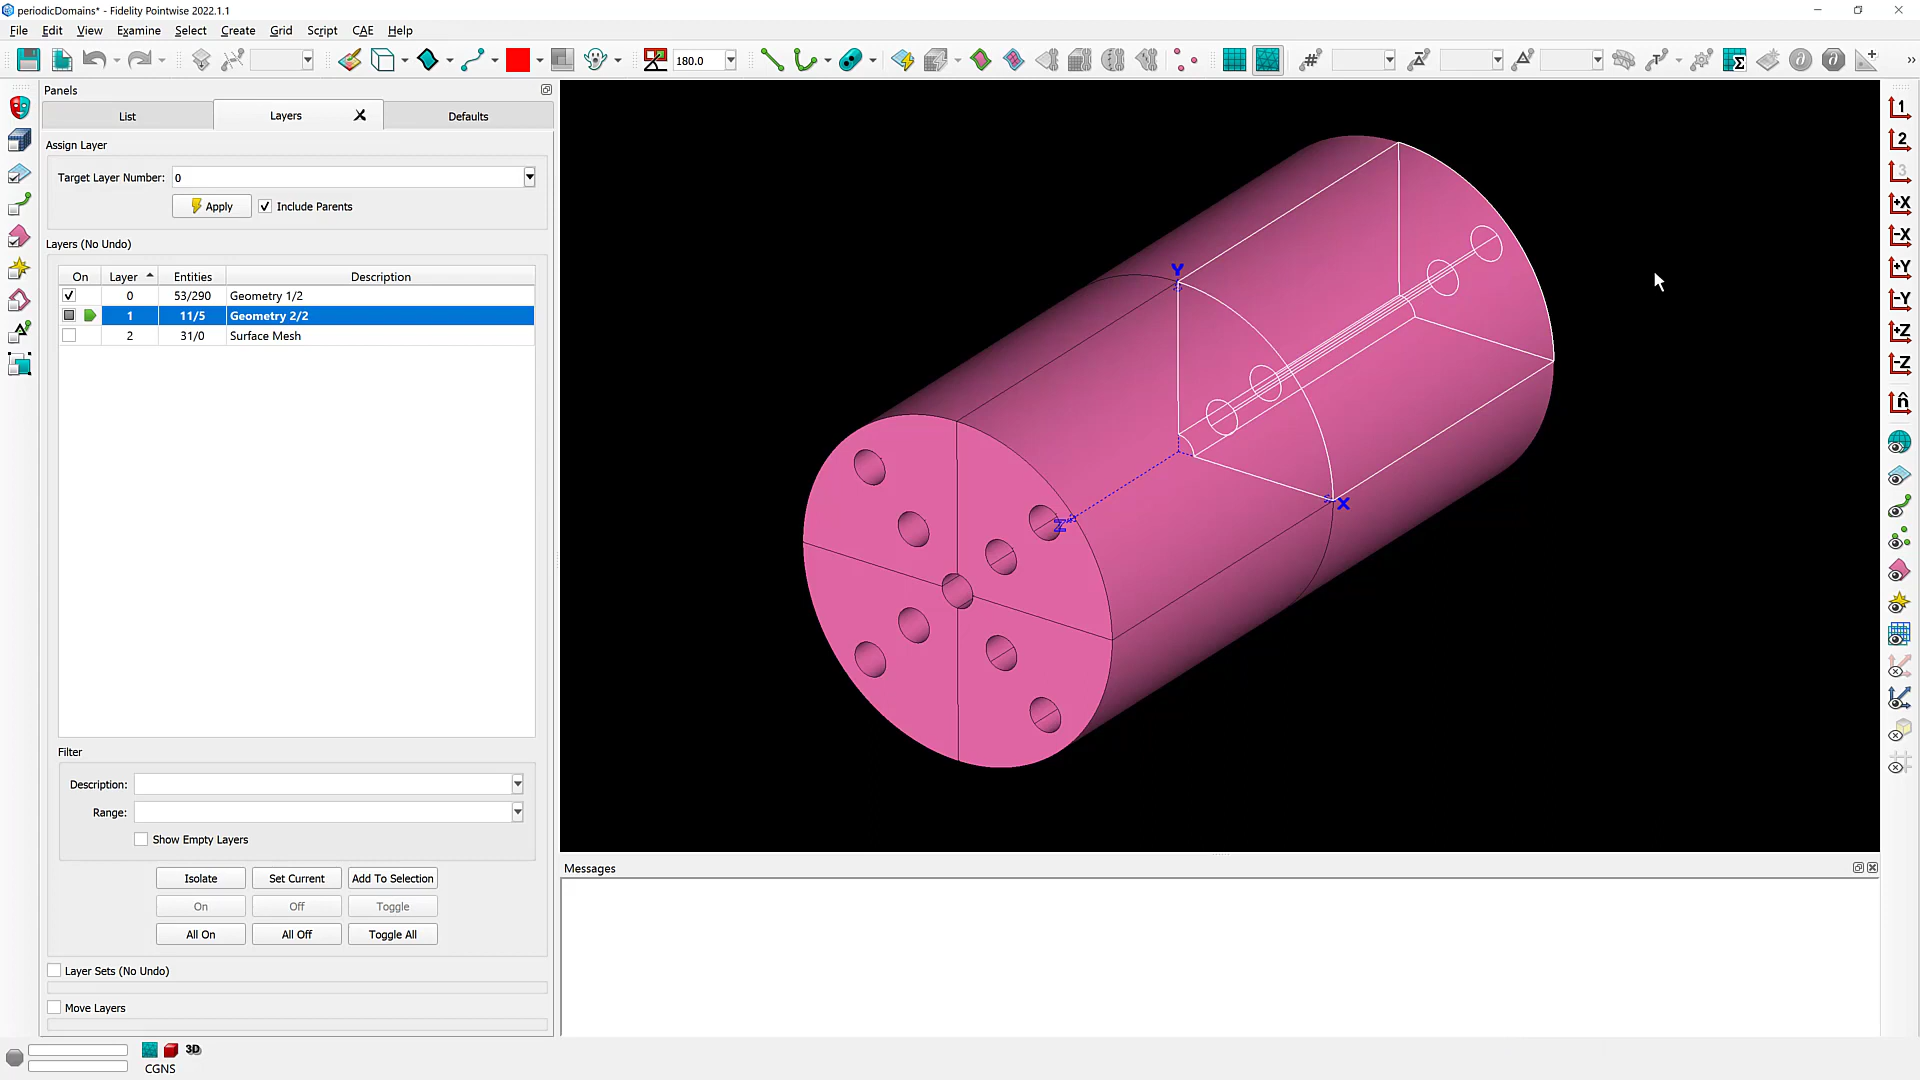 periodicDomains* - Fidelity Pointwise 2022.1.1
File Edit View Examine Select Create Grid Script CAE Help
180.0
Panels
List Layers Defaults
Assign Layer
Target Layer Number: 0
Apply Include Parents
Layers (No Undo)
On Layer Entities Description
0 53/290 Geometry 1/2
1 11/5 Geometry 2/2
2 31/0 Surface Mesh
Filter
Description:
Range:
Show Empty Layers
Isolate Set Current Add To Selection
On Off Toggle
All On All Off Toggle All
Layer Sets (No Undo)
Move Layers
3D
CGNS
Y
X
Z
Messages
1
2
3
+X
-X
+Y
-Y
+Z
-Z
n̂